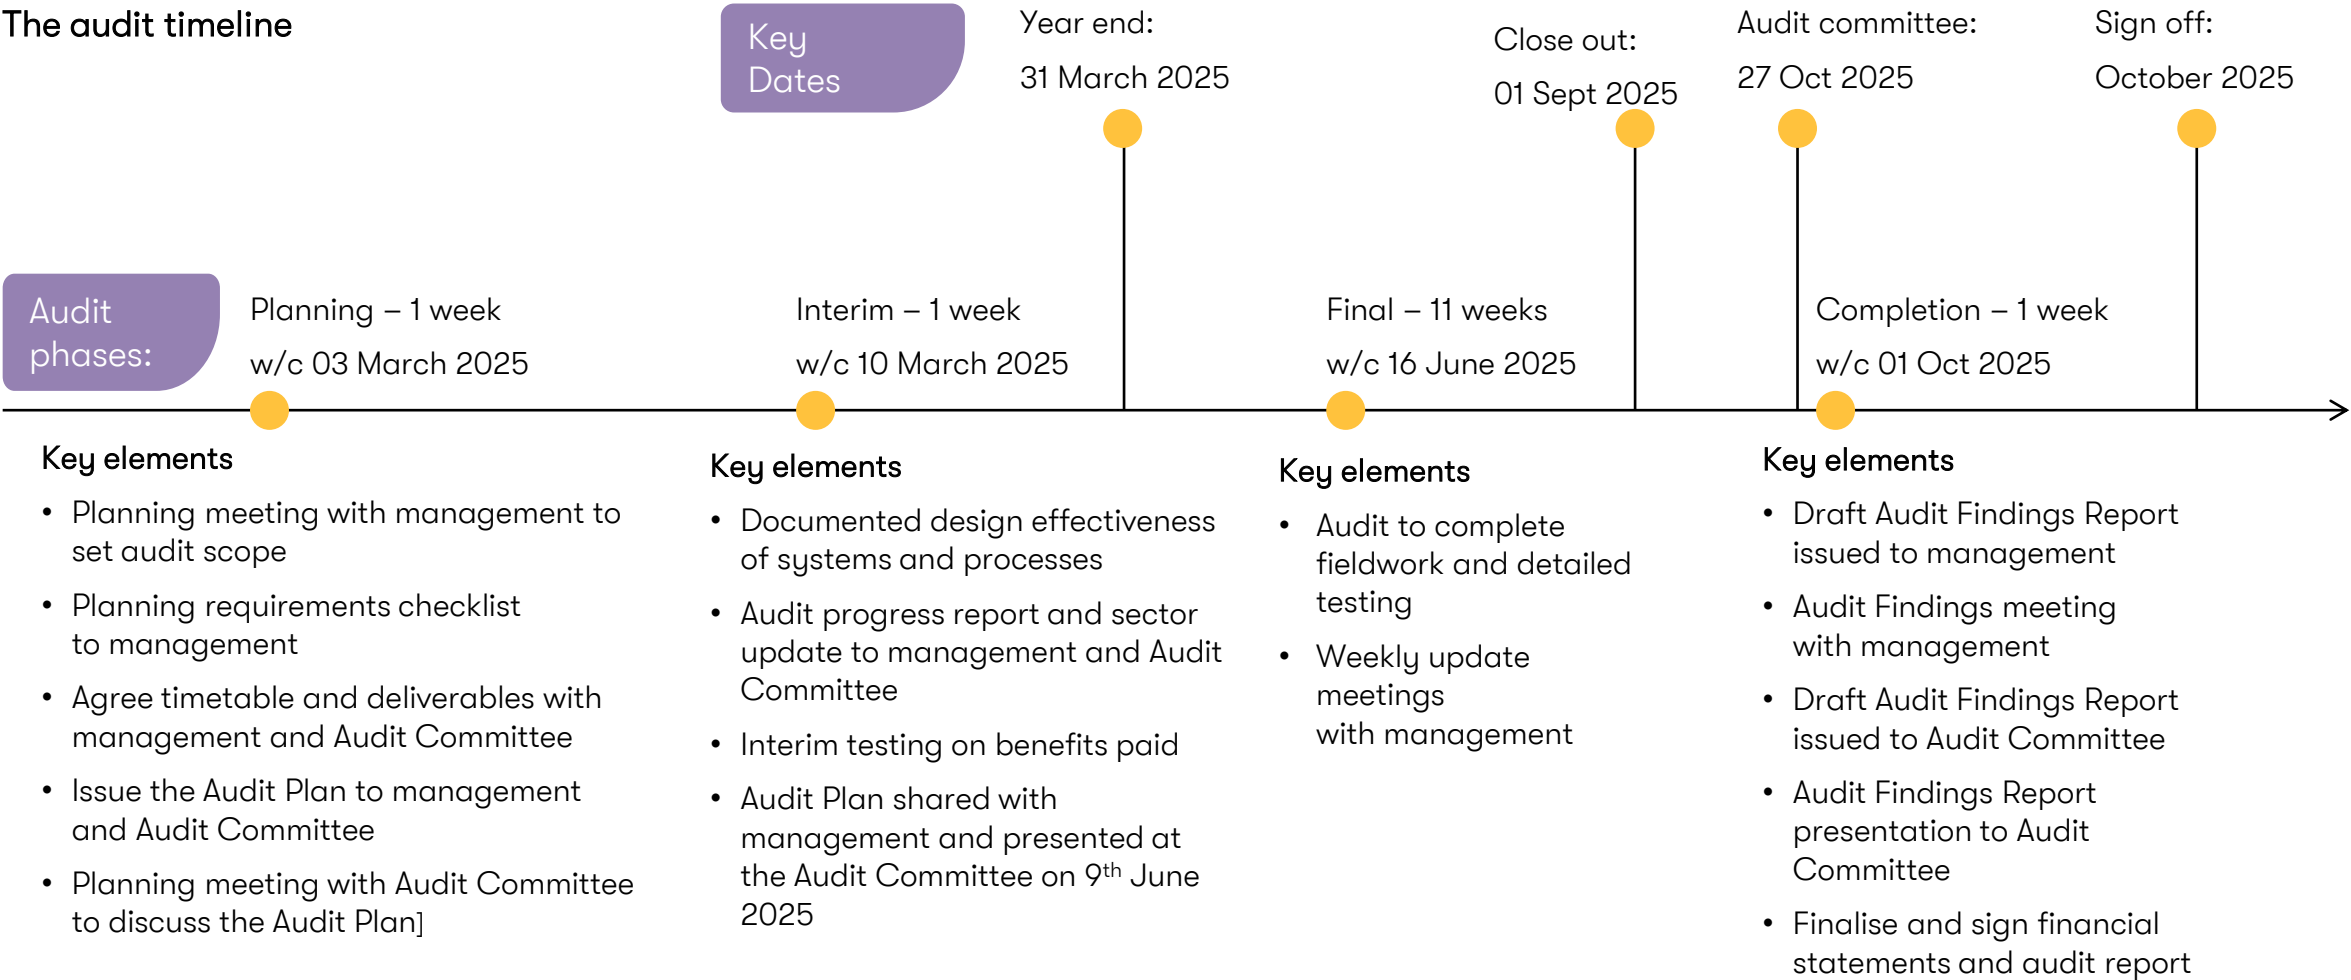 The audit timeline
Key
Dates
Year end:
31 March 2025
Close out:
01 Sept 2025
Audit committee:
27 Oct 2025
Sign off:
October 2025
Audit
phases:
Planning – 1 week
w/c 03 March 2025
Interim – 1 week
w/c 10 March 2025
Final – 11 weeks
w/c 16 June 2025
Completion – 1 week
w/c 01 Oct 2025
Key elements
• Planning meeting with management to
set audit scope
• Planning requirements checklist
to management
• Agree timetable and deliverables with
management and Audit Committee
• Issue the Audit Plan to management
and Audit Committee
• Planning meeting with Audit Committee
to discuss the Audit Plan]
Key elements
• Documented design effectiveness
of systems and processes
• Audit progress report and sector
update to management and Audit
Committee
• Interim testing on benefits paid
• Audit Plan shared with
management and presented at
the Audit Committee on 9th June
2025
Key elements
• Audit to complete
fieldwork and detailed
testing
• Weekly update
meetings
with management
Key elements
• Draft Audit Findings Report
issued to management
• Audit Findings meeting
with management
• Draft Audit Findings Report
issued to Audit Committee
• Audit Findings Report
presentation to Audit
Committee
• Finalise and sign financial
statements and audit report